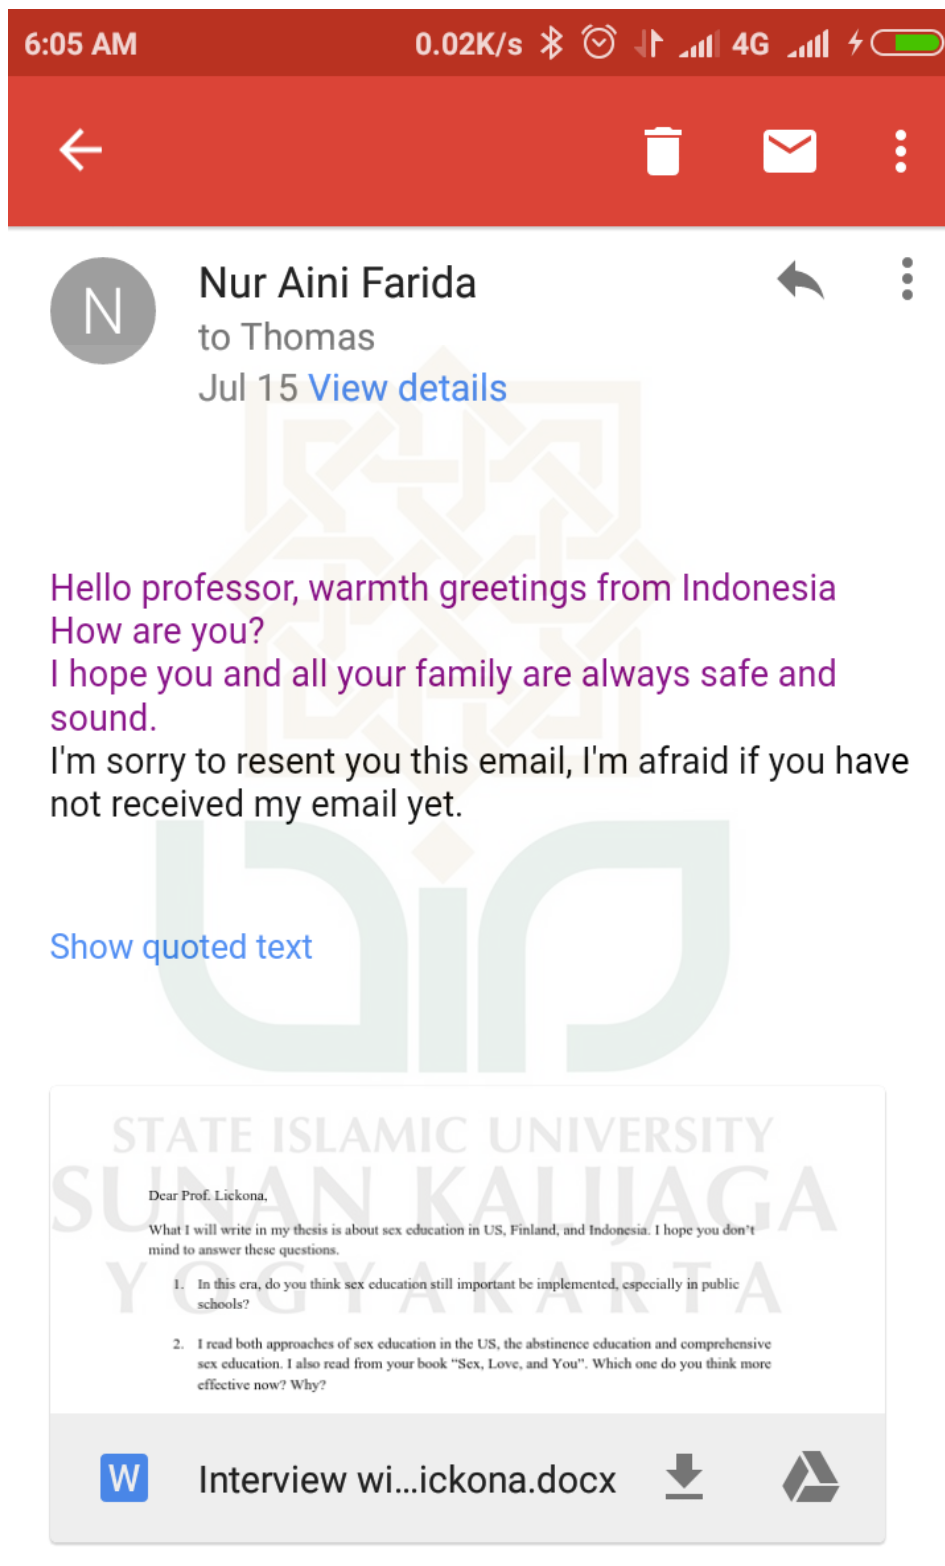 6:05 AM 0.02K/s 4G
N
Nur Aini Farida
to Thomas
Jul 15 View details
Hello professor, warmth greetings from Indonesia
How are you?
I hope you and all your family are always safe and
sound.
I'm sorry to resent you this email, I'm afraid if you have
not received my email yet.
Show quoted text
STATE ISLAMIC UNIVERSITY
SUNAN KALIJAGA
YOGYAKARTA
Dear Prof. Lickona,
What I will write in my thesis is about sex education in US, Finland, and Indonesia. I hope you don't
mind to answer these questions.
1. In this era, do you think sex education still important be implemented, especially in public
schools?
2. I read both approaches of sex education in the US, the abstinence education and comprehensive
sex education. I also read from your book “Sex, Love, and You”. Which one do you think more
effective now? Why?
W Interview wi...ickona.docx